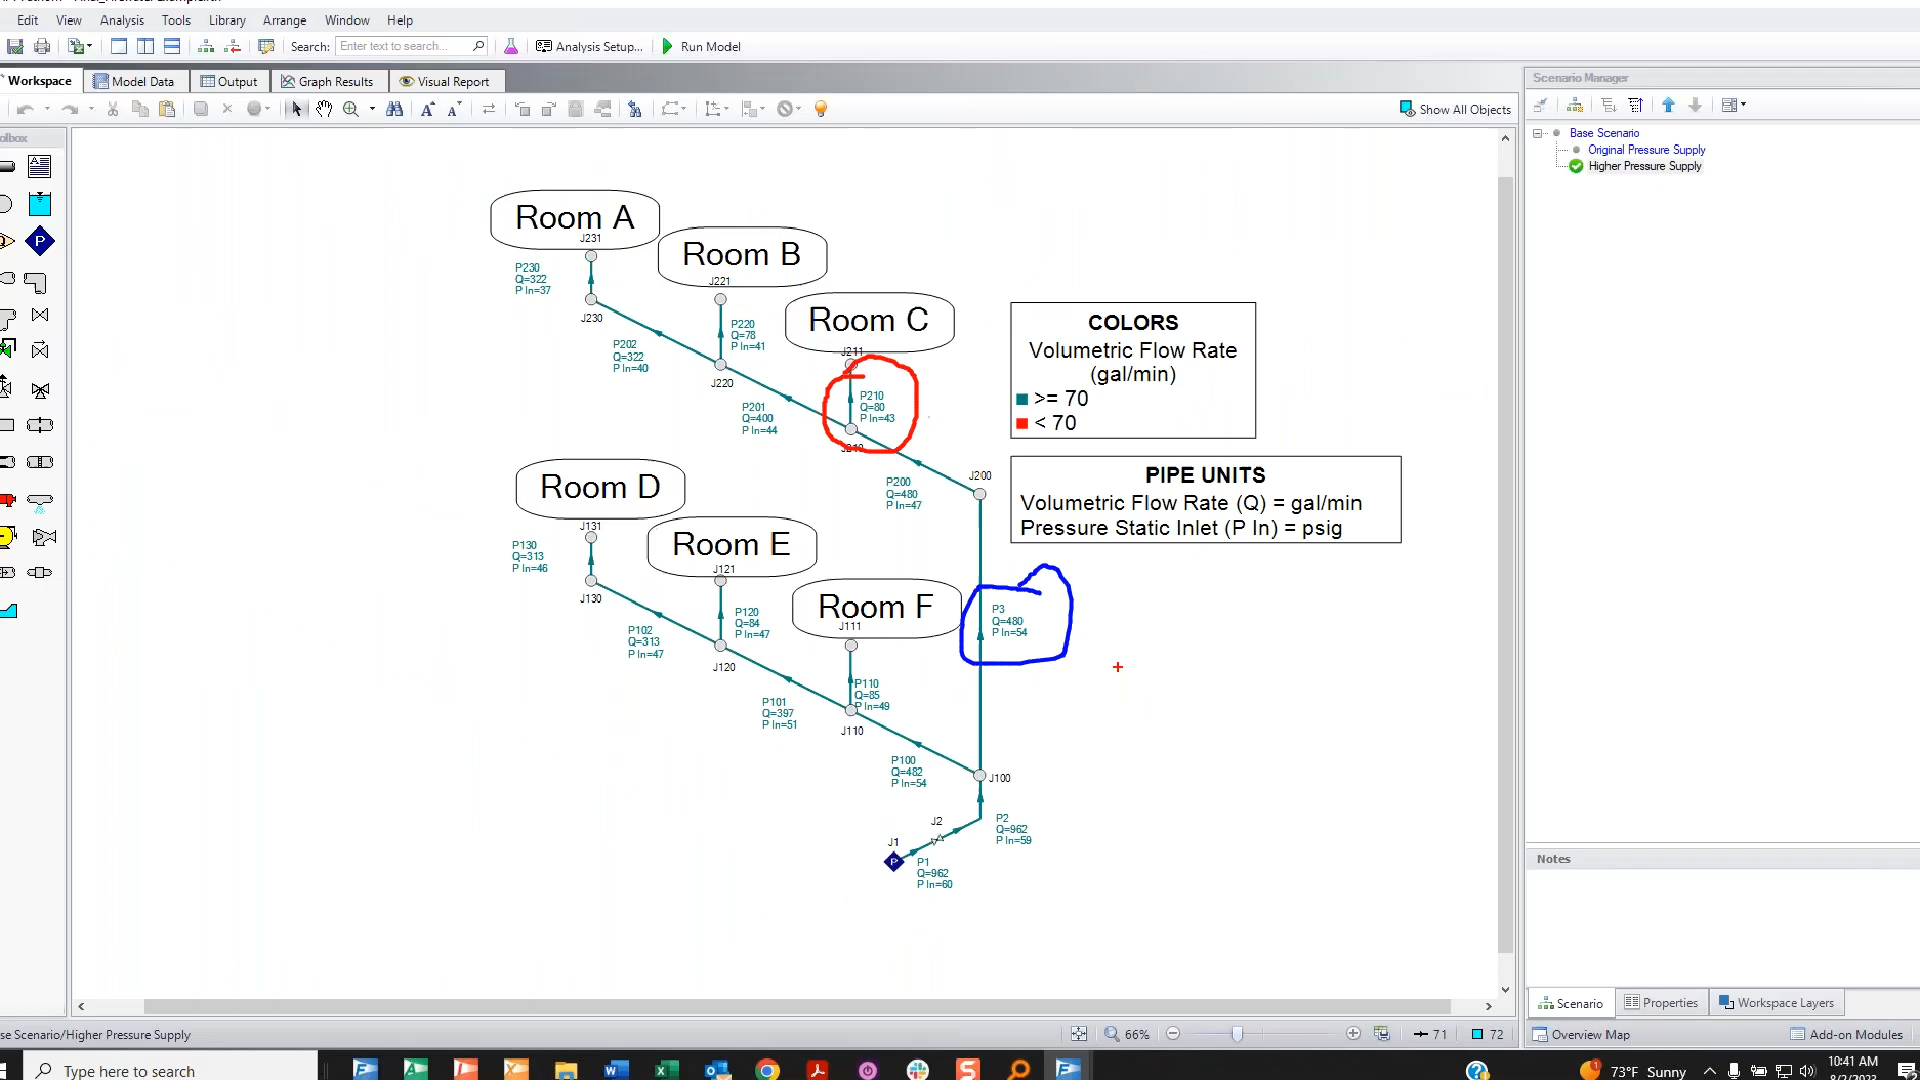 Edit View Analysis Tools Library Arrange Window Help
Search: Enter text to search... Analysis Setup... Run Model
Workspace Model Data Output Graph Results Visual Report
Scenario Manager
Show All Objects
Base Scenario
Original Pressure Supply
Higher Pressure Supply
Room A
J231
P230
Q=322
P In=37
J230
Room B
J221
P220
Q=78
P In=41
P202
Q=322
P In=40
J220
Room C
J211
P210
Q=80
P In=43
P201
Q=400
P In=44
J210
COLORS
Volumetric Flow Rate
(gal/min)
>= 70
< 70
J200
P200
Q=480
P In=47
PIPE UNITS
Volumetric Flow Rate (Q) = gal/min
Pressure Static Inlet (P In) = psig
Room D
J131
P130
Q=313
P In=46
J130
Room E
J121
P120
Q=84
P In=47
P102
Q=313
P In=47
J120
Room F
J111
P3
Q=480
P In=54
P110
Q=85
P In=49
P101
Q=397
P In=51
J110
P100
Q=482
P In=54
J100
J2
P2
Q=962
P In=59
J1
P
P1
Q=962
P In=60
Notes
Scenario Properties Workspace Layers
Base Scenario/Higher Pressure Supply
66%
71
72
Overview Map Add-on Modules
Type here to search
73°F Sunny
10:41 AM